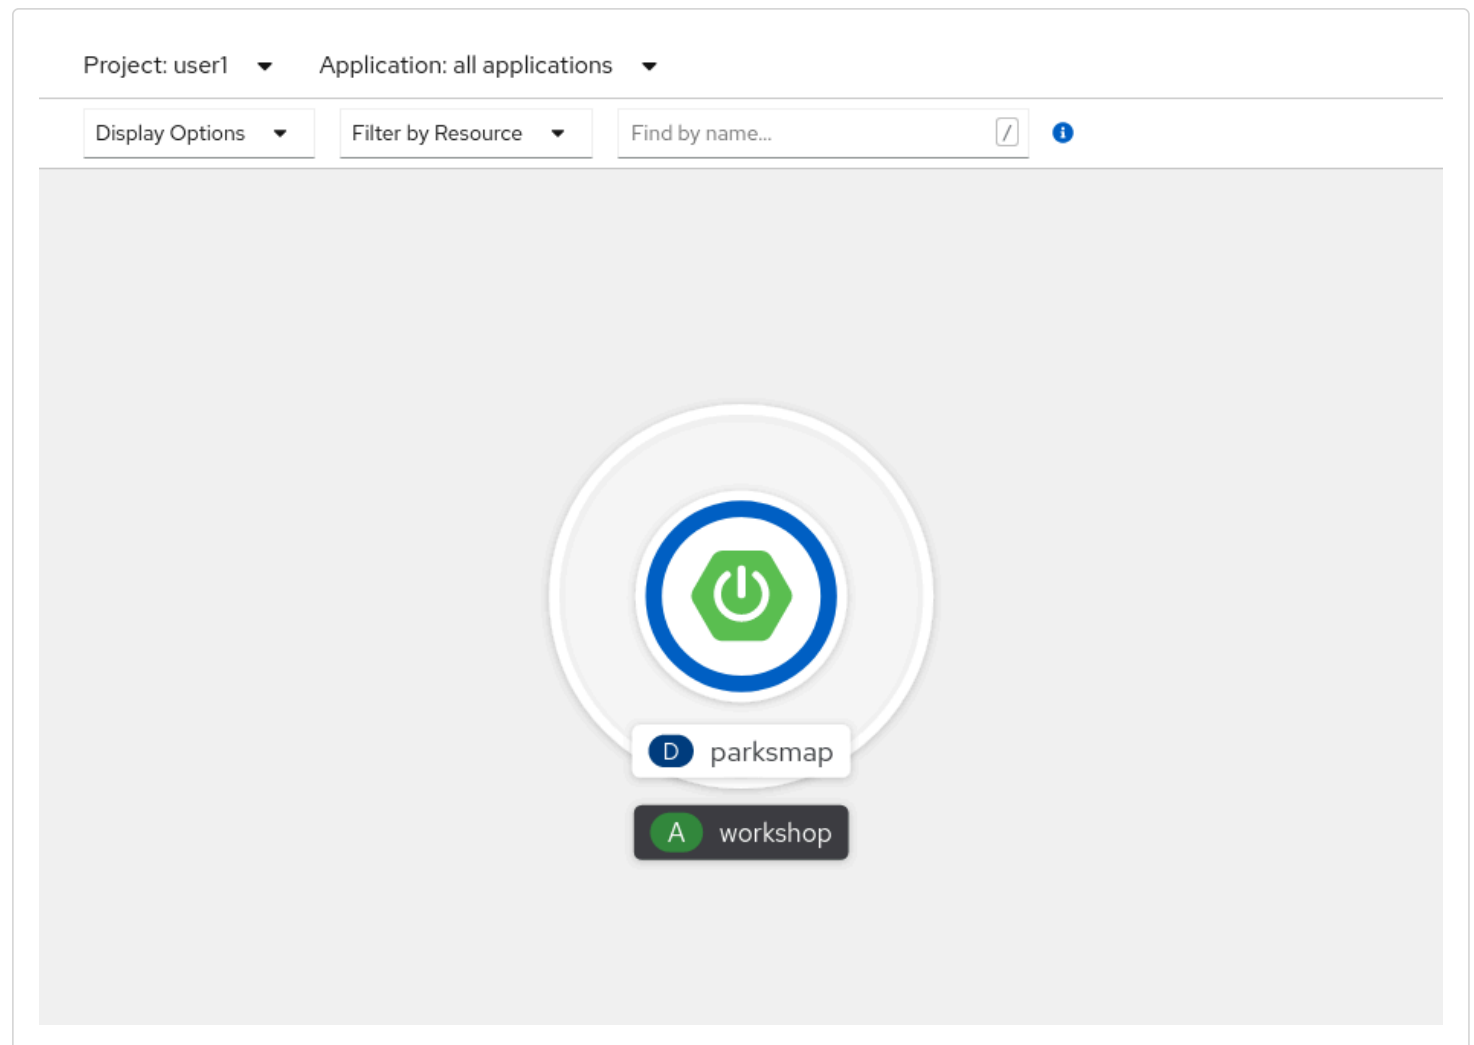 Project: user1 Application: all applications
Display Options Filter by Resource Find by name... /
D parksmap
A workshop